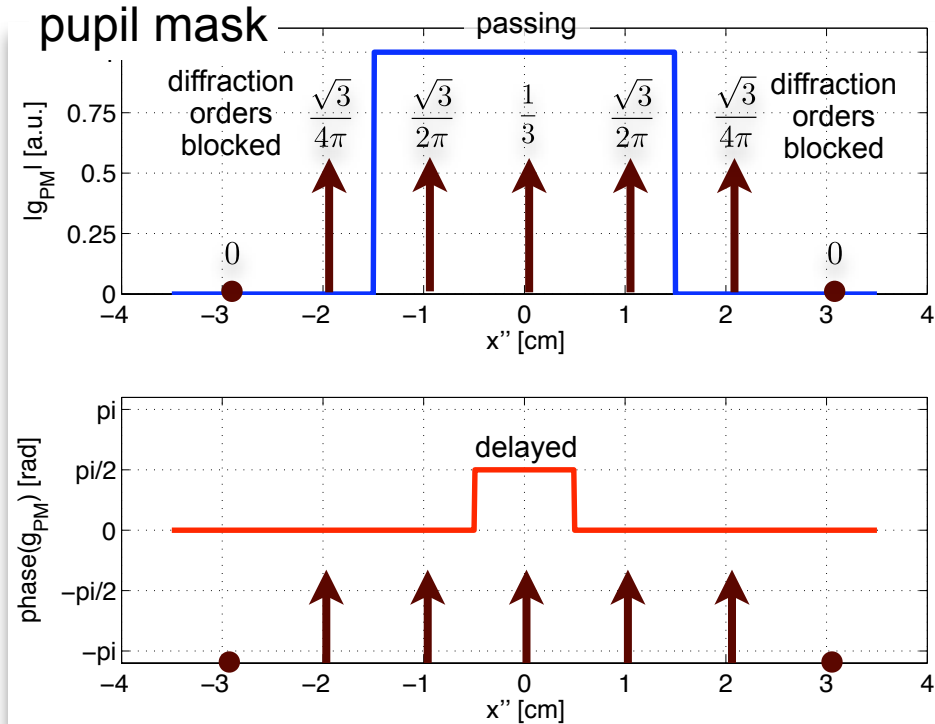 pupil mask
passing
diffraction
orders
blocked
√3/4π
√3/2π
1/3
√3/2π
√3/4π
diffraction
orders
blocked
0.75
0.5
0.25
0
0
0
|g_PM| [a.u.]
−4 −3 −2 −1 0 1 2 3 4
x'' [cm]
pi
pi/2
0
−pi/2
−pi
delayed
phase(g_PM) [rad]
−4 −3 −2 −1 0 1 2 3 4
x'' [cm]